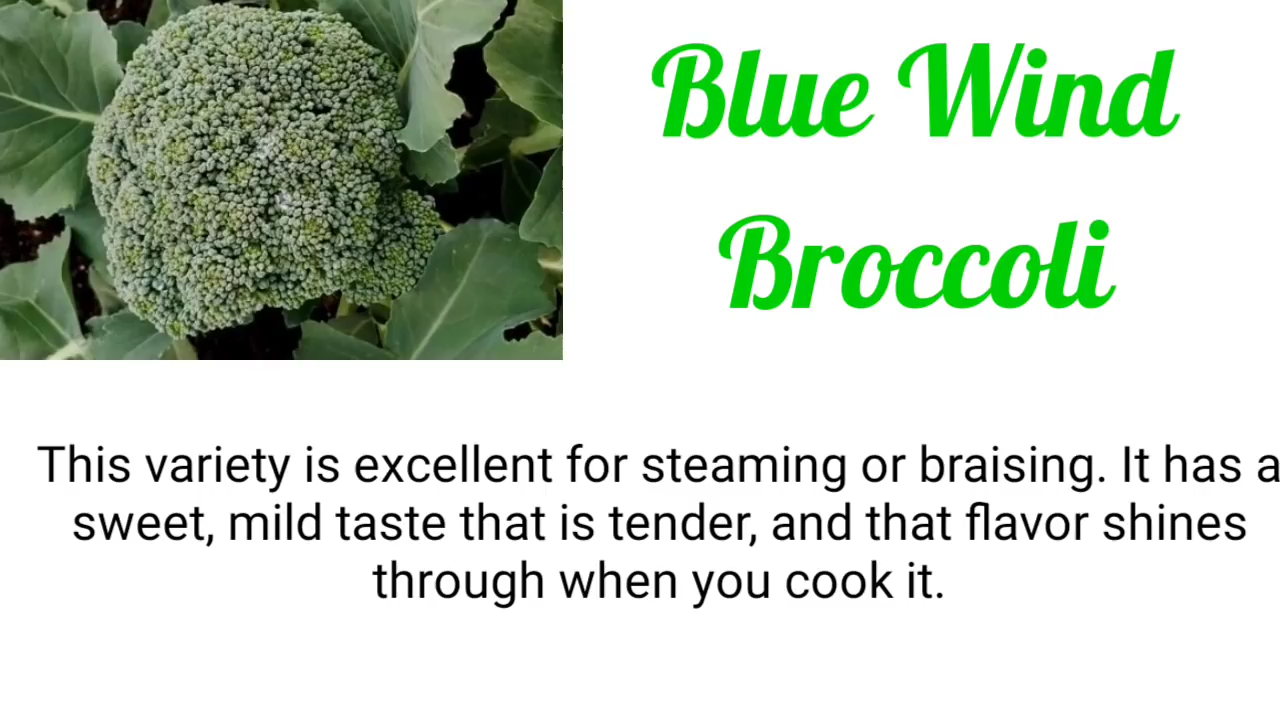 Blue Wind
Broccoli
This variety is excellent for steaming or braising. It has a
sweet, mild taste that is tender, and that flavor shines
through when you cook it.